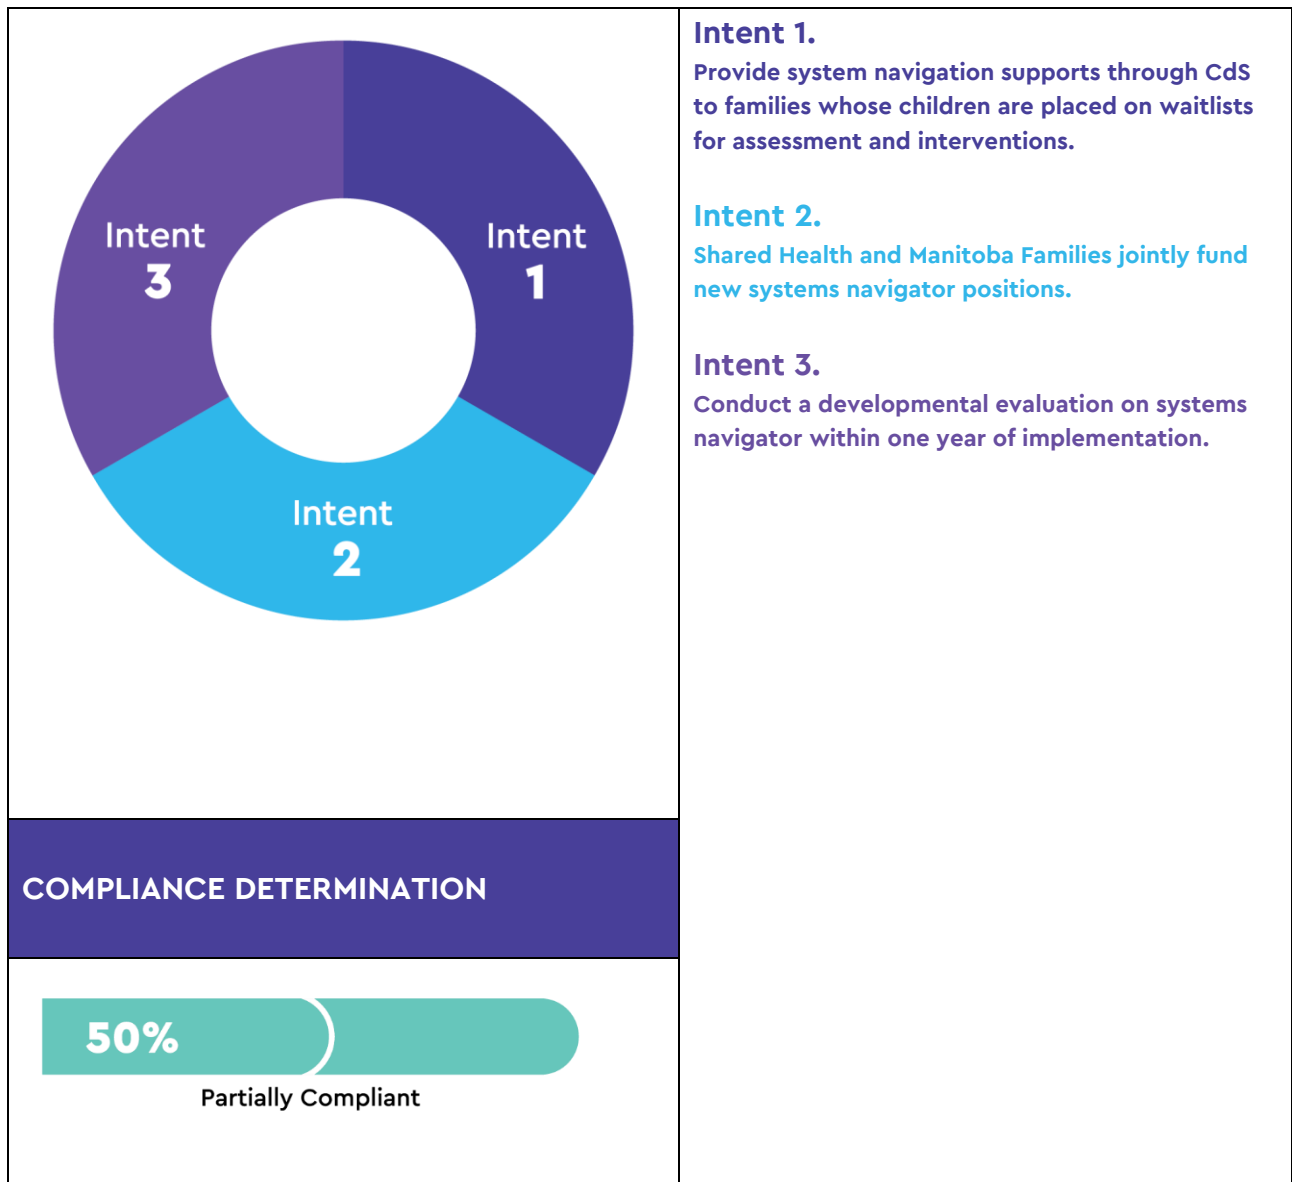 Intent
3
Intent
1
Intent
2
COMPLIANCE DETERMINATION
50%
Partially Compliant
Intent 1.
Provide system navigation supports through CdS
to families whose children are placed on waitlists
for assessment and interventions.
Intent 2.
Shared Health and Manitoba Families jointly fund
new systems navigator positions.
Intent 3.
Conduct a developmental evaluation on systems
navigator within one year of implementation.